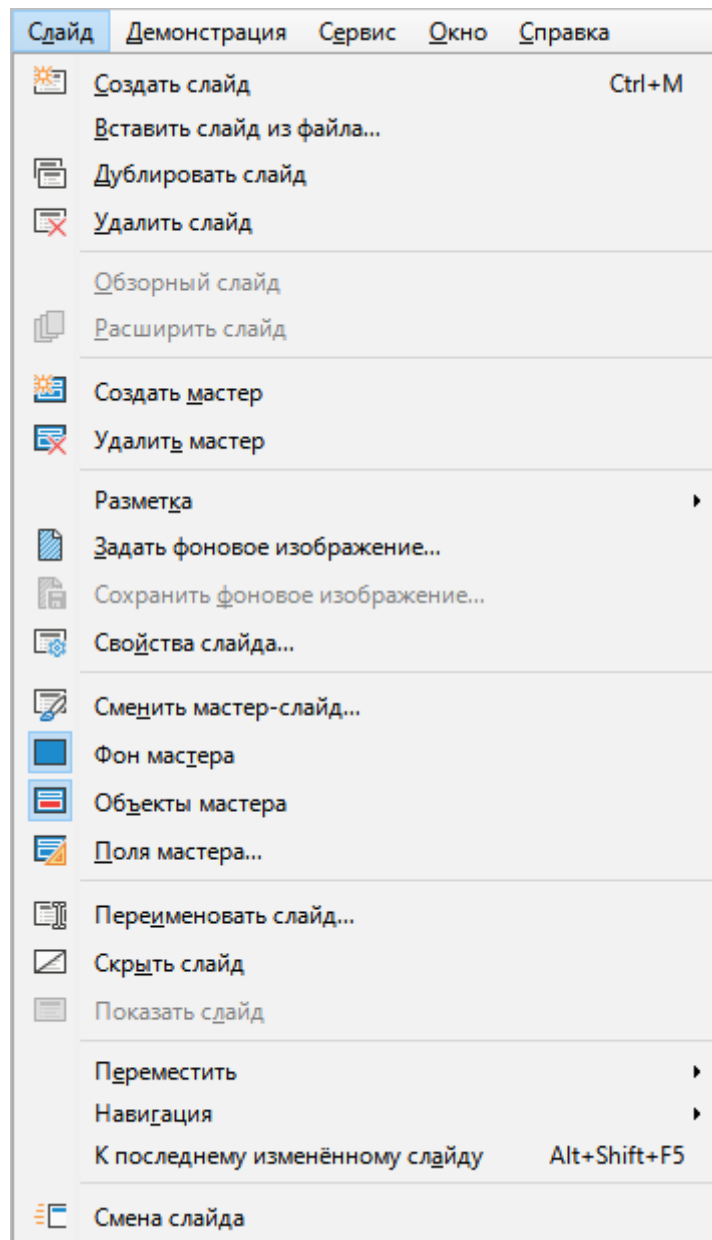 Слайд Демонстрация Сервис Окно Справка
Создать слайд Ctrl+M
Вставить слайд из файла...
Дублировать слайд
Удалить слайд
Обзорный слайд
Расширить слайд
Создать мастер
Удалить мастер
Разметка
Задать фоновое изображение...
Сохранить фоновое изображение...
Свойства слайда...
Сменить мастер-слайд...
Фон мастера
Объекты мастера
Поля мастера...
Переименовать слайд...
Скрыть слайд
Показать слайд
Переместить
Навигация
К последнему изменённому слайду Alt+Shift+F5
Смена слайда